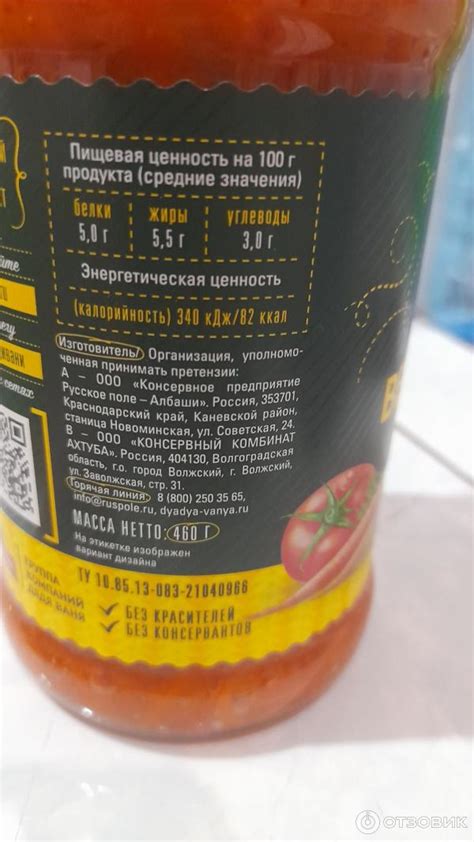 Пищевая ценность на 100 г
продукта (средние значения)
белки жиры углеводы
5,0 г 5,5 г 3,0 г
Энергетическая ценность
(калорийность) 340 кДж/82 ккал
Изготовитель/ Организация, уполномо-
ченная принимать претензии:
А – ООО «Консервное предприятие
Русское поле – Албаши». Россия, 353701,
Краснодарский край, Каневской район,
станица Новоминская, ул. Советская, 24.
В – ООО «КОНСЕРВНЫЙ КОМБИНАТ
АХТУБА». Россия, 404130, Волгоградская
область, г.о. город Волжский, г. Волжский,
ул. Заволжская, стр. 31.
Горячая линия: 8 (800) 250 35 65,
info@ruspole.ru, dyadya-vanya.ru
МАССА НЕТТО: 460 Г
На этикетке изображен
вариант дизайна
ТУ 10.85.13-083-21040966
ГРУППА
КОМПАНИЙ
ДЯДЯ ВАНЯ
БЕЗ КРАСИТЕЛЕЙ
БЕЗ КОНСЕРВАНТОВ
ОТЗОВИК